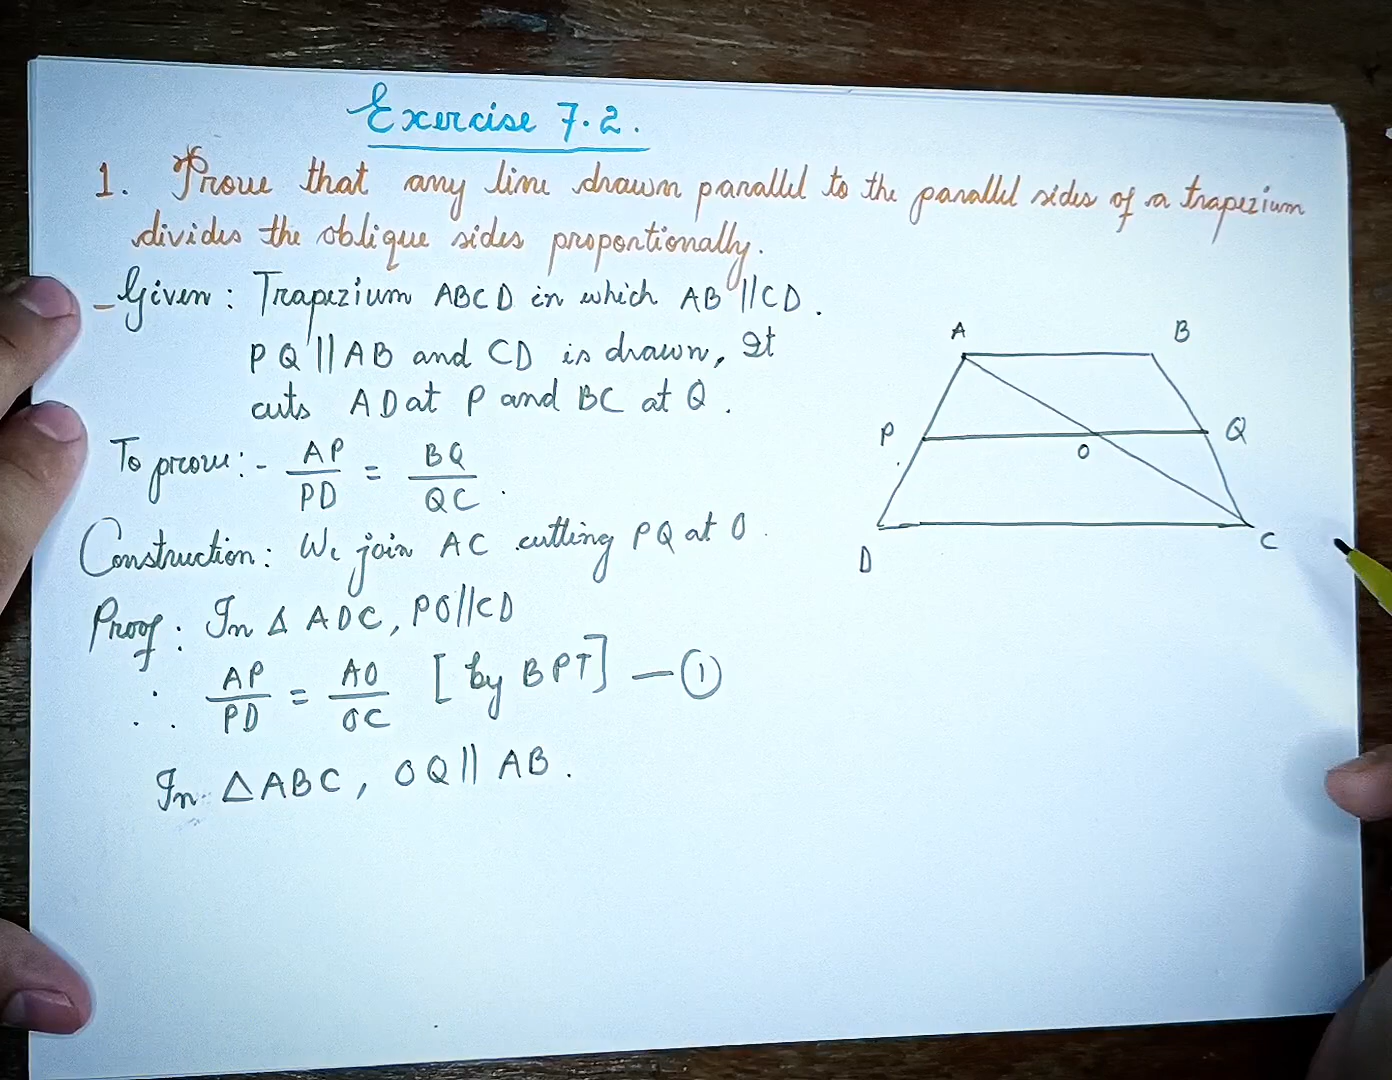 Exercise 7.2.
1. Prove that any line drawn parallel to the parallel sides of a trapezium
divides the oblique sides proportionally.
Given : Trapezium ABCD in which AB || CD.
PQ || AB and CD is drawn, It
cuts AD at P and BC at Q.
To prove :- AP/PD = BQ/QC.
Construction : We join AC cutting PQ at O.
Proof : In Δ ADC, PO || CD
∴ AP/PD = AO/OC [by BPT] — ①
In Δ ABC, OQ || AB.
A B
P O Q
D C